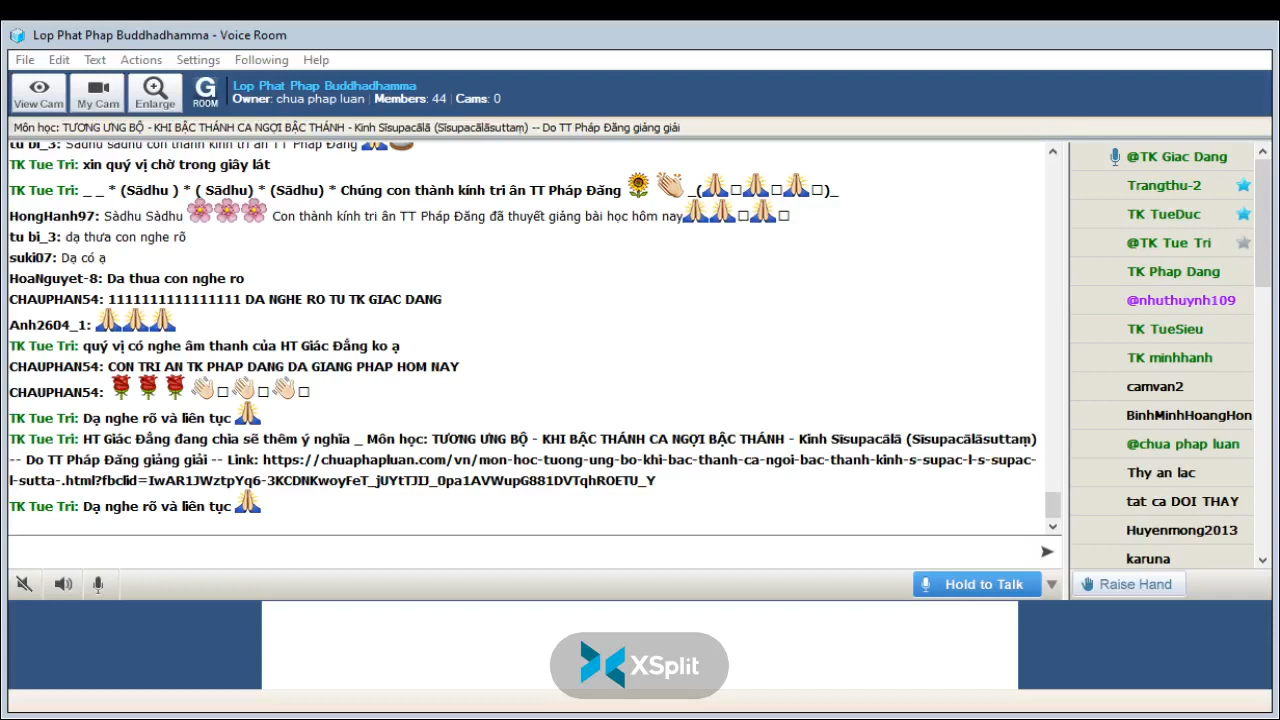 Lop Phat Phap Buddhadhamma - Voice Room
File Edit Text Actions Settings Following Help
View Cam My Cam Enlarge G ROOM
Lop Phat Phap Buddhadhamma
Owner: chua phap luan | Members: 44 | Cams: 0
Môn học: TƯƠNG ƯNG BỘ - KHI BẬC THÁNH CA NGỢI BẬC THÁNH - Kinh Sīsupacālā (Sīsupacālāsuttaṃ) -- Do TT Pháp Đăng giảng giải
tu bi_3: Sadhu sadhu con thành kính tri ân TT Pháp Đăng
TK Tue Tri: xin quý vị chờ trong giây lát
TK Tue Tri: _ _ * (Sādhu ) * ( Sādhu) * (Sādhu) * Chúng con thành kính tri ân TT Pháp Đăng _(🙏□🙏□🙏□)_
HongHanh97: Sàdhu Sàdhu 🌸🌸🌸 Con thành kính tri ân TT Pháp Đăng đã thuyết giảng bài học hôm nay🙏🙏□🙏□
tu bi_3: dạ thưa con nghe rõ
suki07: Dạ có ạ
HoaNguyet-8: Da thua con nghe ro
CHAUPHAN54: 1111111111111111 DA NGHE RO TU TK GIAC DANG
Anh2604_1: 🙏🙏🙏
TK Tue Tri: quý vị có nghe âm thanh của HT Giác Đẳng ko ạ
CHAUPHAN54: CON TRI AN TK PHAP DANG DA GIANG PHAP HOM NAY
CHAUPHAN54: 🌹🌹🌹👏□👏□👏□
TK Tue Tri: Dạ nghe rõ và liên tục 🙏
TK Tue Tri: HT Giác Đẳng đang chia sẽ thêm ý nghĩa _ Môn học: TƯƠNG ƯNG BỘ - KHI BẬC THÁNH CA NGỢI BẬC THÁNH - Kinh Sīsupacālā (Sīsupacālāsuttaṃ)
-- Do TT Pháp Đăng giảng giải -- Link: https://chuaphapluan.com/vn/mon-hoc-tuong-ung-bo-khi-bac-thanh-ca-ngoi-bac-thanh-kinh-s-supac-l-s-supac-
l-sutta-.html?fbclid=IwAR1JWztpYq6-3KCDNKwoyFeT_jUYtTJIJ_0pa1AVWupG881DVTqhROETU_Y
TK Tue Tri: Dạ nghe rõ và liên tục 🙏
@TK Giac Dang
Trangthu-2
TK TueDuc
@TK Tue Tri
TK Phap Dang
@nhuthuynh109
TK TueSieu
TK minhhanh
camvan2
BinhMinhHoangHon
@chua phap luan
Thy an lac
tat ca DOI THAY
Huyenmong2013
karuna
Hold to Talk
Raise Hand
XSplit